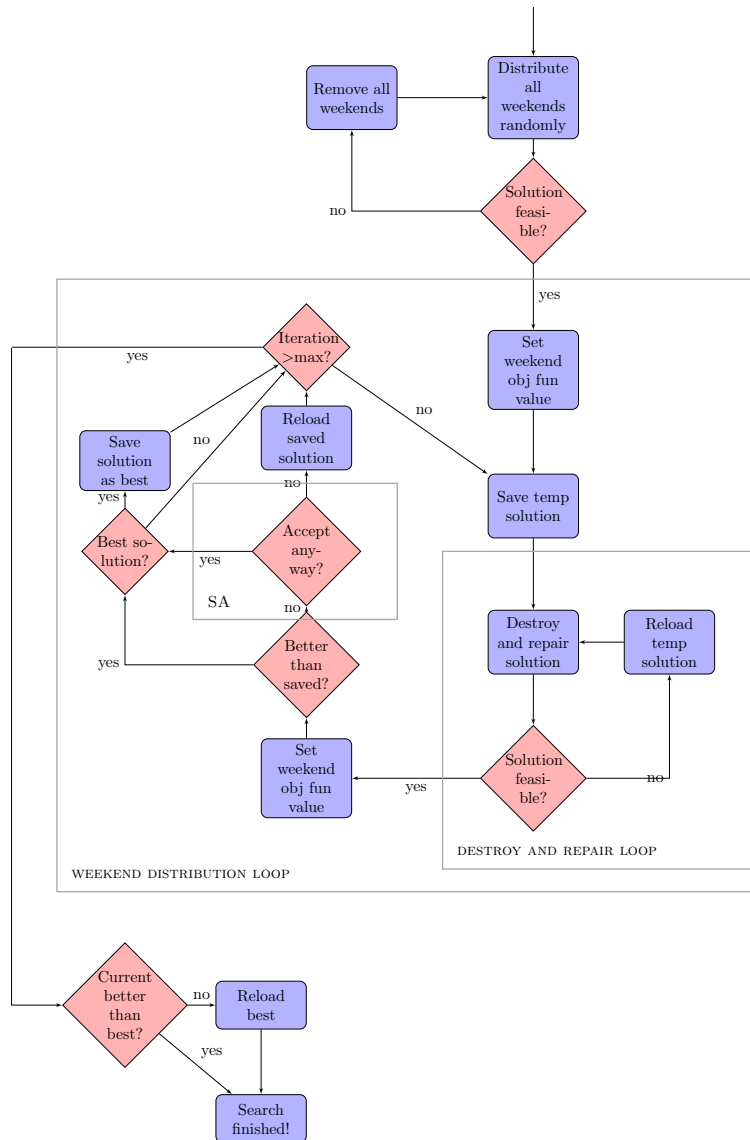 Distribute
all
weekends
randomly
Remove all
weekends
Solution
feasi-
ble?
no
yes
Iteration
>max?
yes
Set
weekend
obj fun
value
no
Reload
saved
solution
Save
solution
as best
no
Save temp
solution
no
yes
Best so-
lution?
Accept
any-
way?
yes
SA
no
Destroy
and repair
solution
Reload
temp
solution
Better
than
saved?
yes
Set
weekend
obj fun
value
Solution
feasi-
ble?
yes
no
DESTROY AND REPAIR LOOP
WEEKEND DISTRIBUTION LOOP
Current
better
than
best?
no
Reload
best
yes
Search
finished!